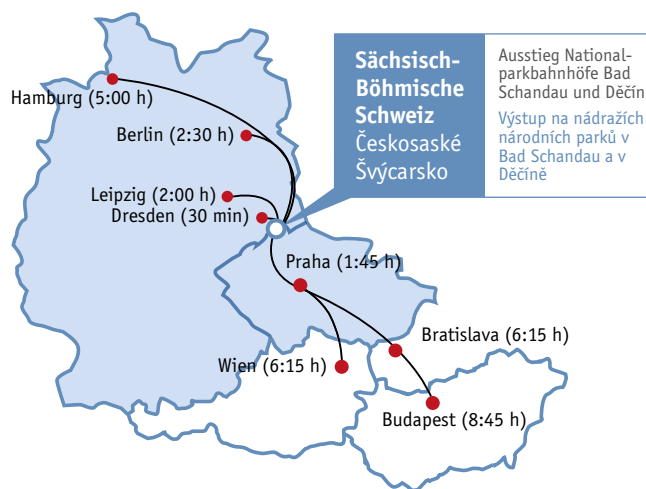 Sächsisch-
Böhmische
Schweiz
Českosaské
Švýcarsko
Ausstieg National-
parkbahnhöfe Bad
Schandau und Děčín
Výstup na nádražích
národních parků v
Bad Schandau a v
Děčíně
Hamburg (5:00 h)
Berlin (2:30 h)
Leipzig (2:00 h)
Dresden (30 min)
Praha (1:45 h)
Bratislava (6:15 h)
Wien (6:15 h)
Budapest (8:45 h)